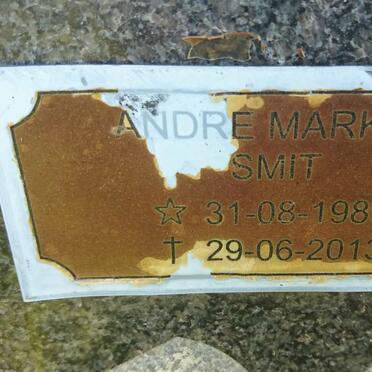 ANDRE MARK
SMIT
☆ 31-08-198
† 29-06-2013